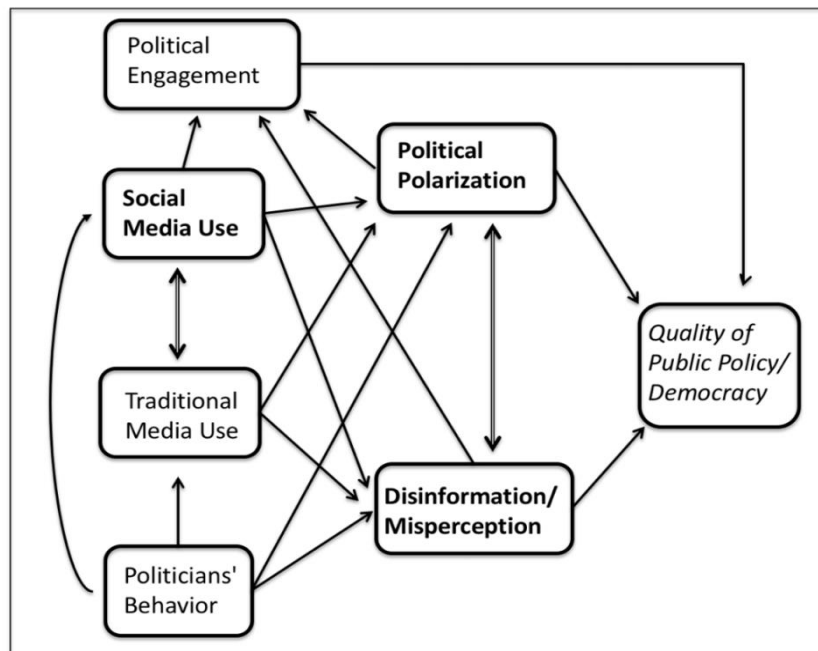 Political
Engagement
Political
Polarization
Social
Media Use
Quality of
Public Policy/
Democracy
Traditional
Media Use
Disinformation/
Misperception
Politicians'
Behavior